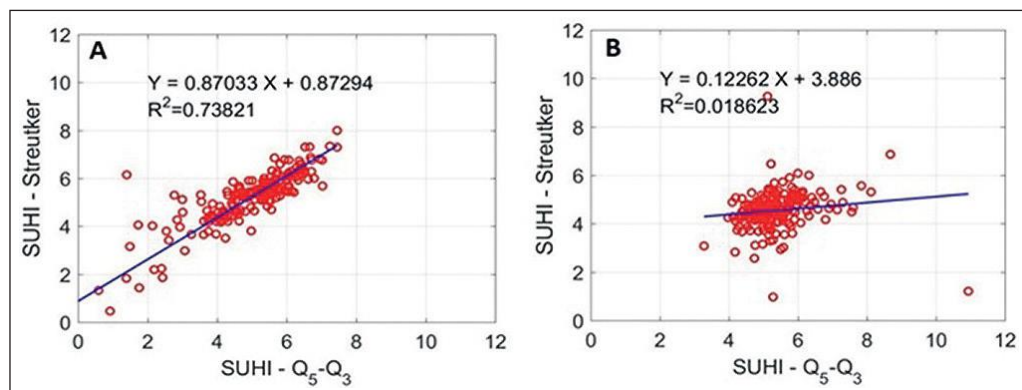 A
Y = 0.87033 X + 0.87294
R²=0.73821
SUHI - Streutker
12
10
8
6
4
2
0
0 2 4 6 8 10 12
SUHI - Q₅-Q₃
B
Y = 0.12262 X + 3.886
R²=0.018623
SUHI - Streutker
12
10
8
6
4
2
0
0 2 4 6 8 10 12
SUHI - Q₅-Q₃